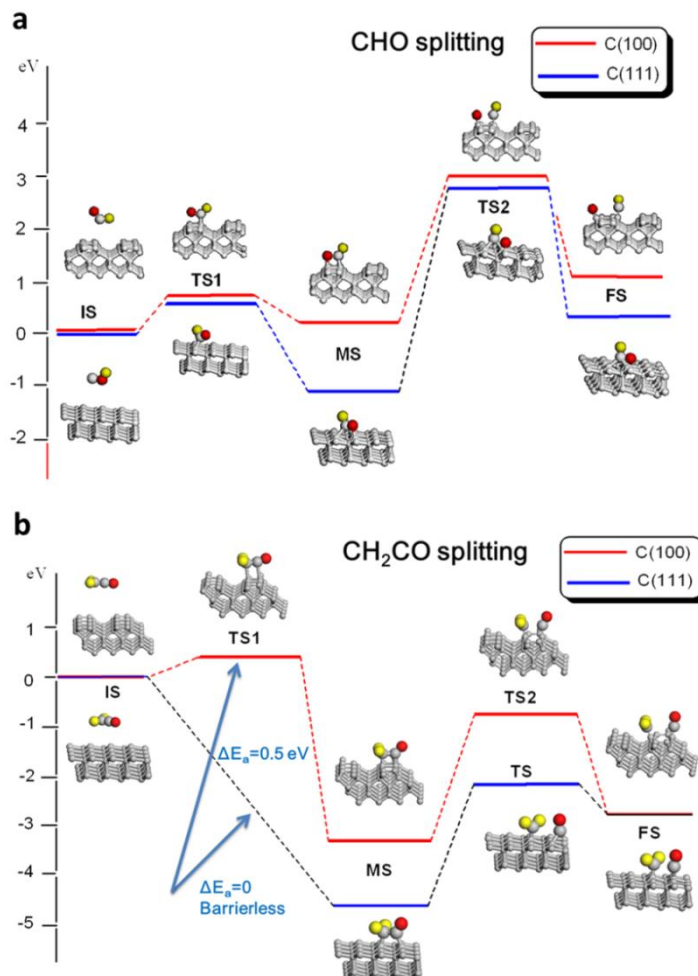 a
CHO splitting
C(100)
C(111)
eV
4
3
2
1
0
-1
-2
IS
TS1
MS
TS2
FS
b
CH₂CO splitting
C(100)
C(111)
eV
1
0
-1
-2
-3
-4
-5
IS
TS1
ΔEₐ=0.5 eV
ΔEₐ=0
Barrierless
MS
TS2
TS
FS